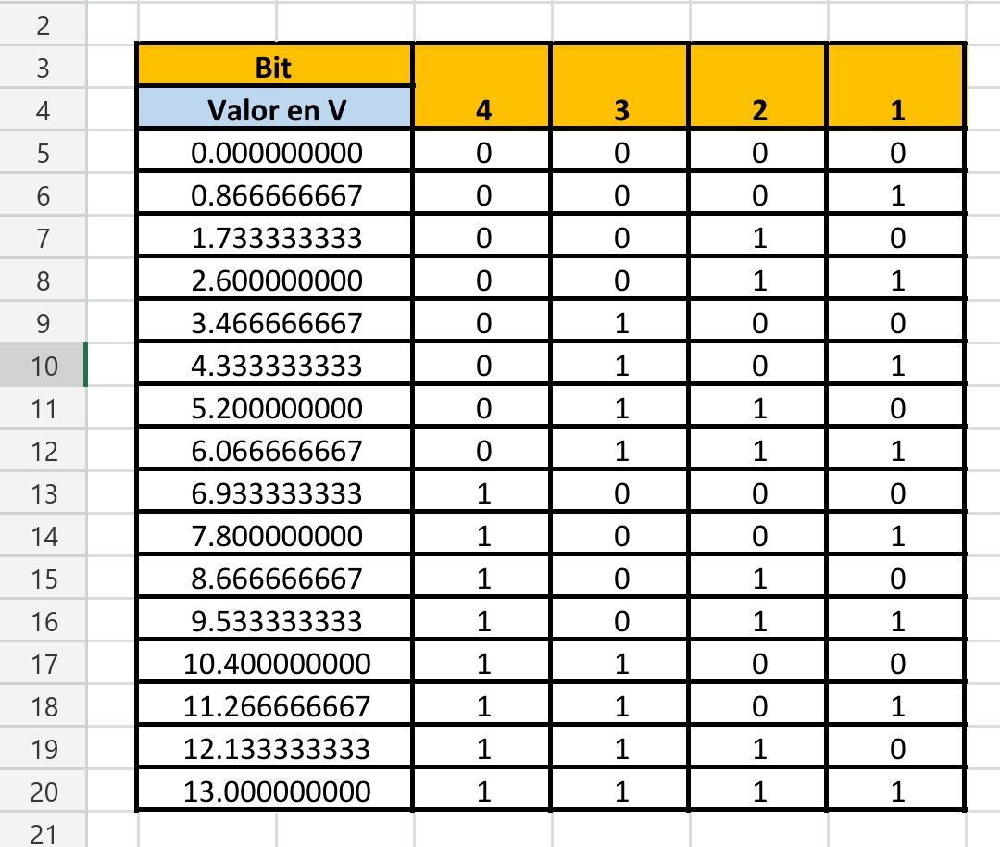 2
3 Bit
4 Valor en V 4 3 2 1
5 0.000000000 0 0 0 0
6 0.866666667 0 0 0 1
7 1.733333333 0 0 1 0
8 2.600000000 0 0 1 1
9 3.466666667 0 1 0 0
10 4.333333333 0 1 0 1
11 5.200000000 0 1 1 0
12 6.066666667 0 1 1 1
13 6.933333333 1 0 0 0
14 7.800000000 1 0 0 1
15 8.666666667 1 0 1 0
16 9.533333333 1 0 1 1
17 10.400000000 1 1 0 0
18 11.266666667 1 1 0 1
19 12.133333333 1 1 1 0
20 13.000000000 1 1 1 1
21